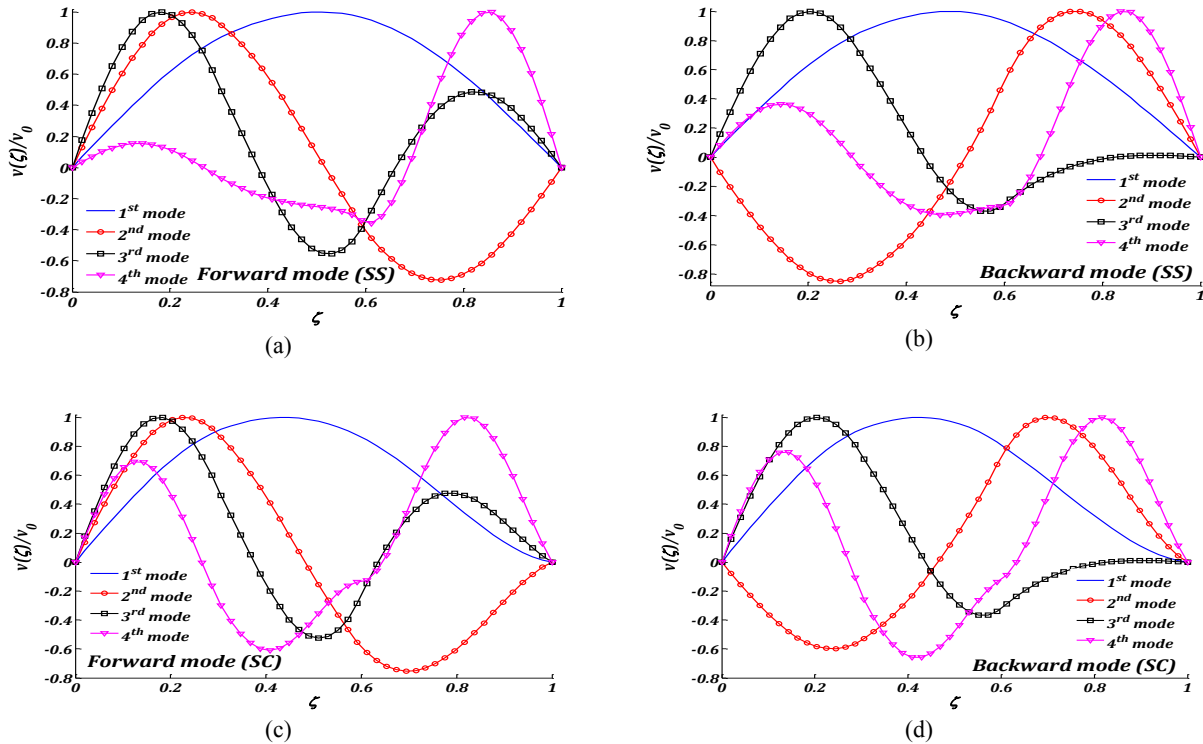 1
0.8
0.6
0.4
0.2
0
-0.2
-0.4
-0.6
-0.8
v(ζ)/v0
1st mode
2nd mode
3rd mode
4th mode
Forward mode (SS)
0 0.2 0.4 0.6 0.8 1
ζ
(a)
1
0.8
0.6
0.4
0.2
0
-0.2
-0.4
-0.6
-0.8
v(ζ)/v0
1st mode
2nd mode
3rd mode
4th mode
Backward mode (SS)
0 0.2 0.4 0.6 0.8 1
ζ
(b)
1
0.8
0.6
0.4
0.2
0
-0.2
-0.4
-0.6
-0.8
v(ζ)/v0
1st mode
2nd mode
3rd mode
4th mode
Forward mode (SC)
0 0.2 0.4 0.6 0.8 1
ζ
(c)
1
0.8
0.6
0.4
0.2
0
-0.2
-0.4
-0.6
-0.8
v(ζ)/v0
1st mode
2nd mode
3rd mode
4th mode
Backward mode (SC)
0 0.2 0.4 0.6 0.8 1
ζ
(d)